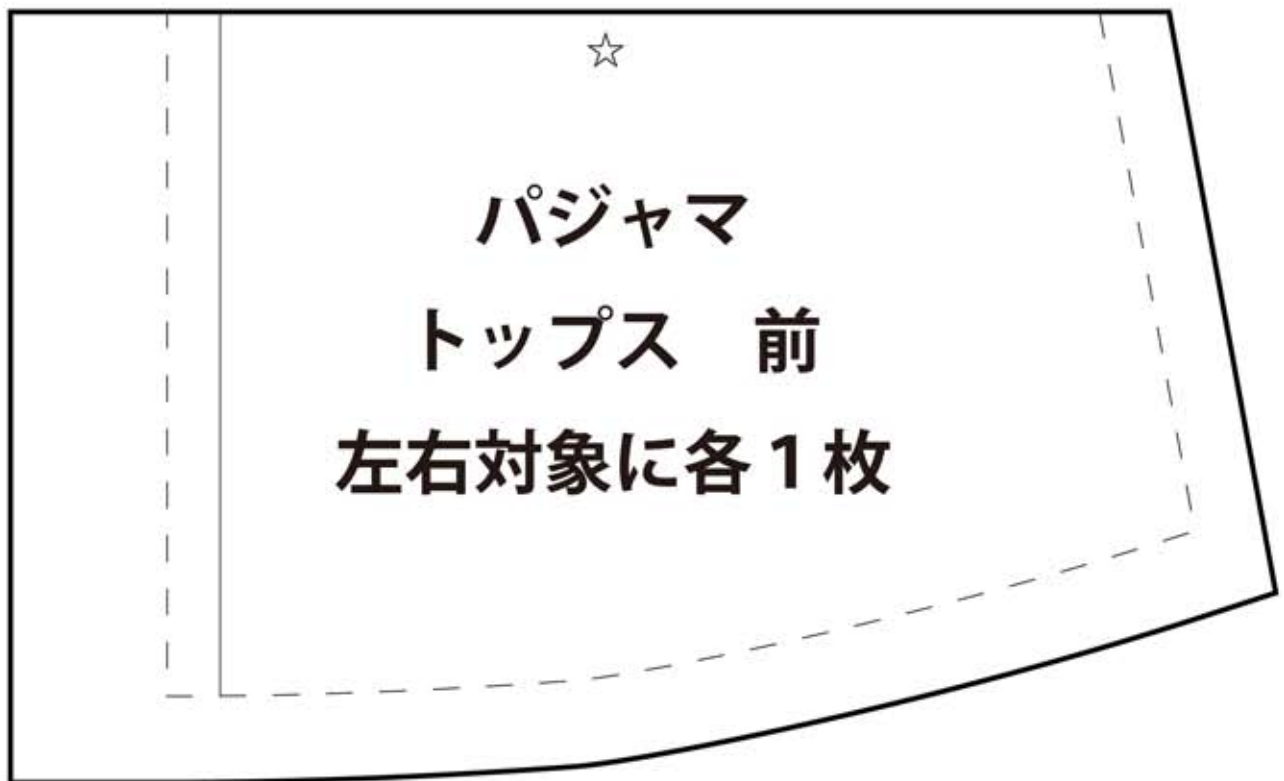 ☆
パジャマ
トップス　前
左右対象に各１枚